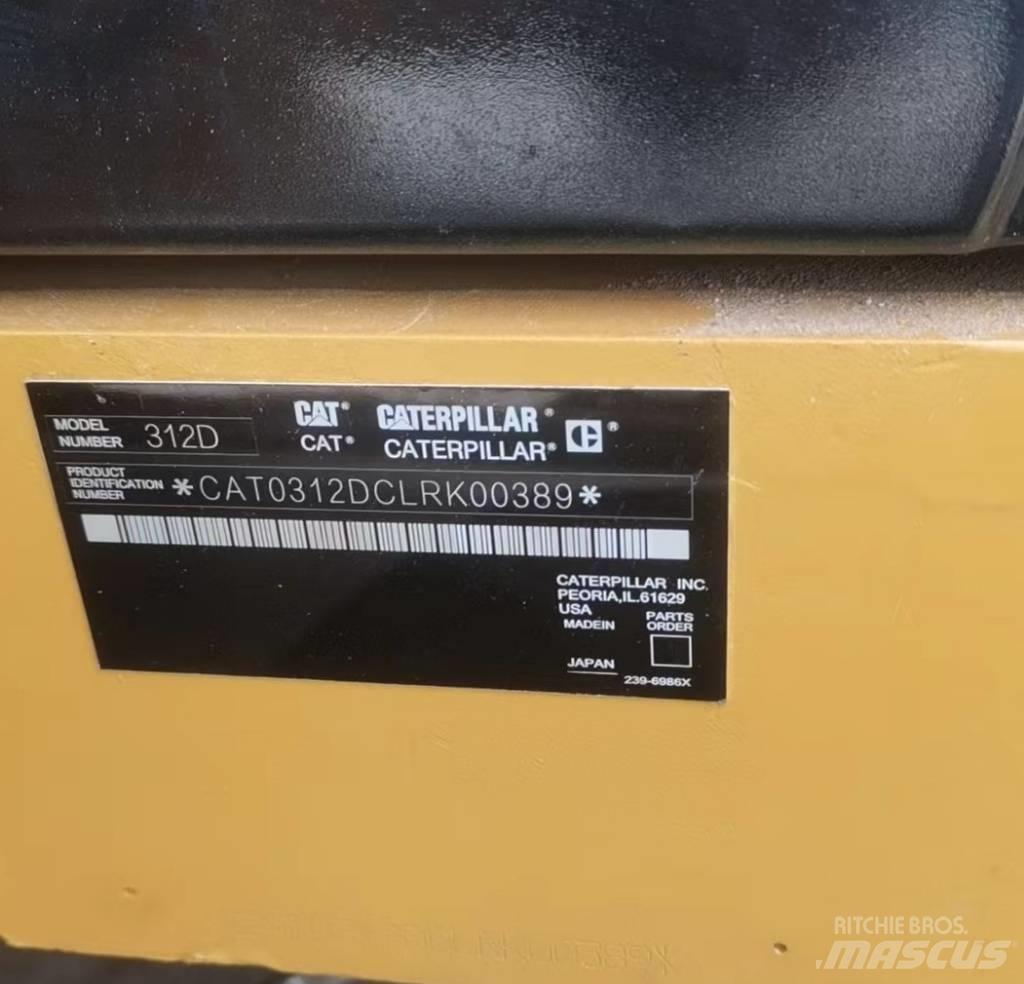 MODEL NUMBER 312D
CAT® CATERPILLAR® C®
CAT® CATERPILLAR®
PRODUCT
IDENTIFICATION
NUMBER
*CAT0312DCLRK00389*
CATERPILLAR INC.
PEORIA,IL.61629
USA
MADEIN
JAPAN
PARTS
ORDER
239-6986X
RITCHIE BROS.
MASCUS